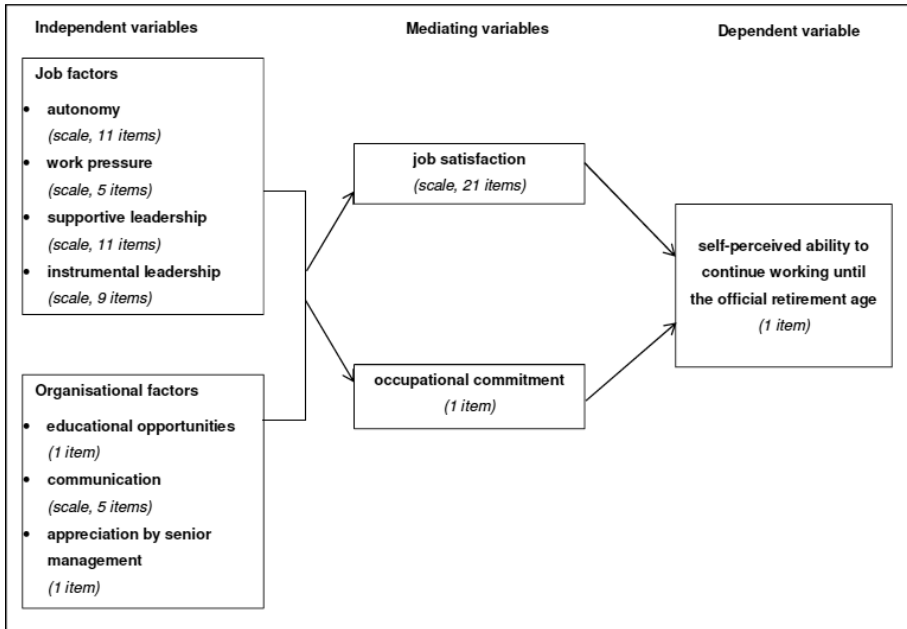 Independent variables
Mediating variables
Dependent variable
Job factors
• autonomy
(scale, 11 items)
• work pressure
(scale, 5 items)
• supportive leadership
(scale, 11 items)
• instrumental leadership
(scale, 9 items)
Organisational factors
• educational opportunities
(1 item)
• communication
(scale, 5 items)
• appreciation by senior
management
(1 item)
job satisfaction
(scale, 21 items)
occupational commitment
(1 item)
self-perceived ability to
continue working until
the official retirement age
(1 item)